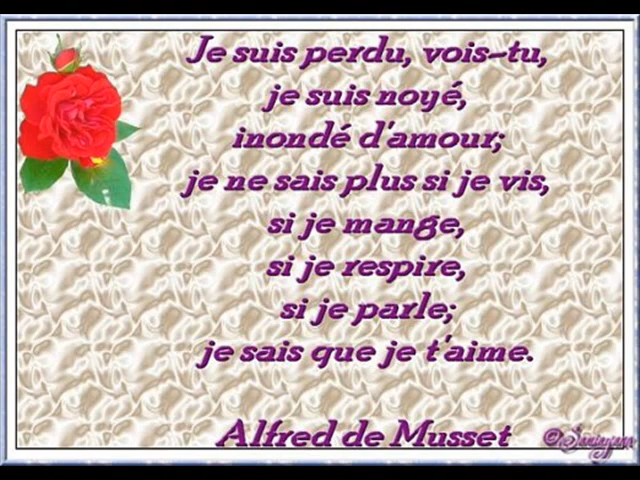 Je suis perdu, vois-tu,
je suis noyé,
inondé d'amour;
je ne sais plus si je vis,
si je mange,
si je respire,
si je parle;
je sais que je t'aime.
Alfred de Musset